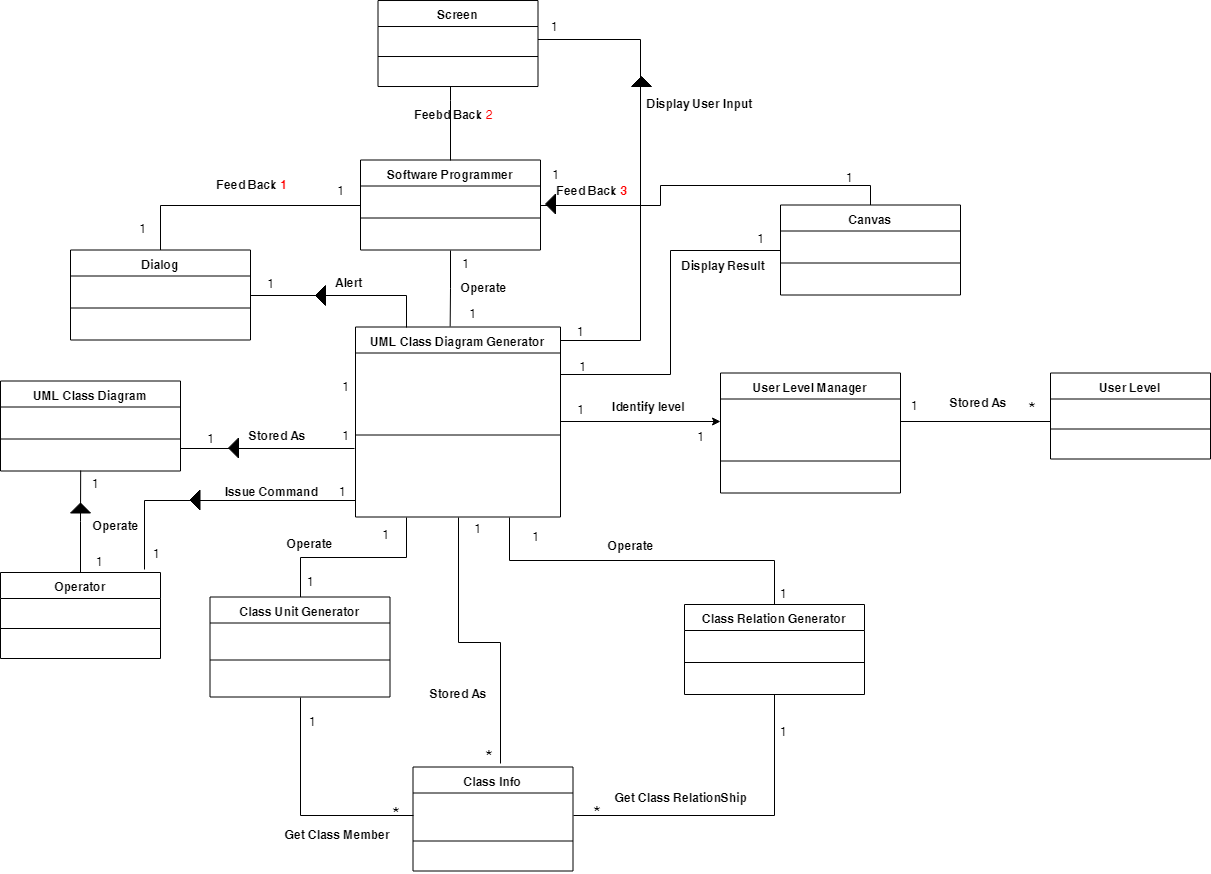 Screen
1
Display User Input
Feebd Back 2
Software Programmer
1
Feed Back 3
1
Feed Back 1
1
Canvas
1
1
Display Result
Dialog
1
Operate
1
1
Alert
UML Class Diagram Generator
1
1
1
1
Identify level
1
User Level Manager
1
Stored As
*
User Level
UML Class Diagram
1
Stored As
1
1
Issue Command
1
Operate
1
1
Operator
1
Operate
1
1
1
Operate
1
Class Unit Generator
Class Relation Generator
Stored As
1
1
*
Class Info
*
Get Class Member
*
Get Class RelationShip